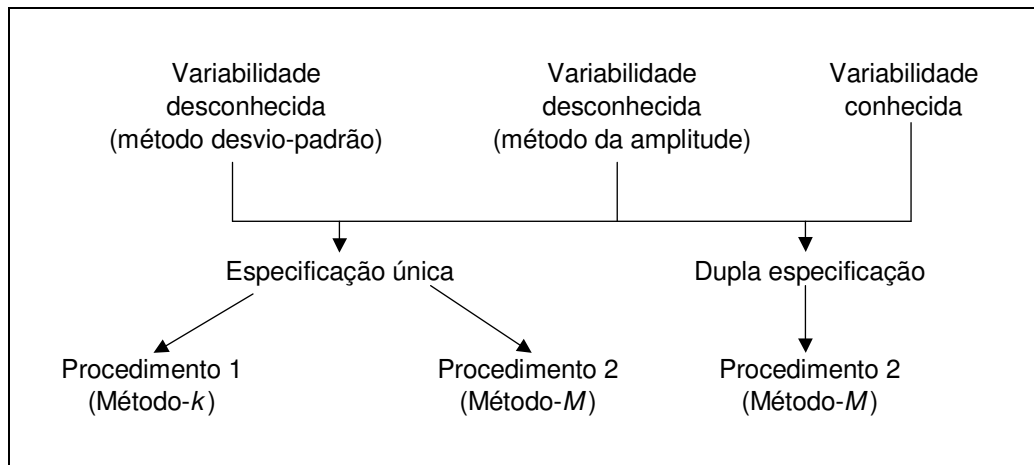 Variabilidade
desconhecida
(método desvio-padrão)
Variabilidade
desconhecida
(método da amplitude)
Variabilidade
conhecida
Especificação única
Dupla especificação
Procedimento 1
(Método-k)
Procedimento 2
(Método-M)
Procedimento 2
(Método-M)